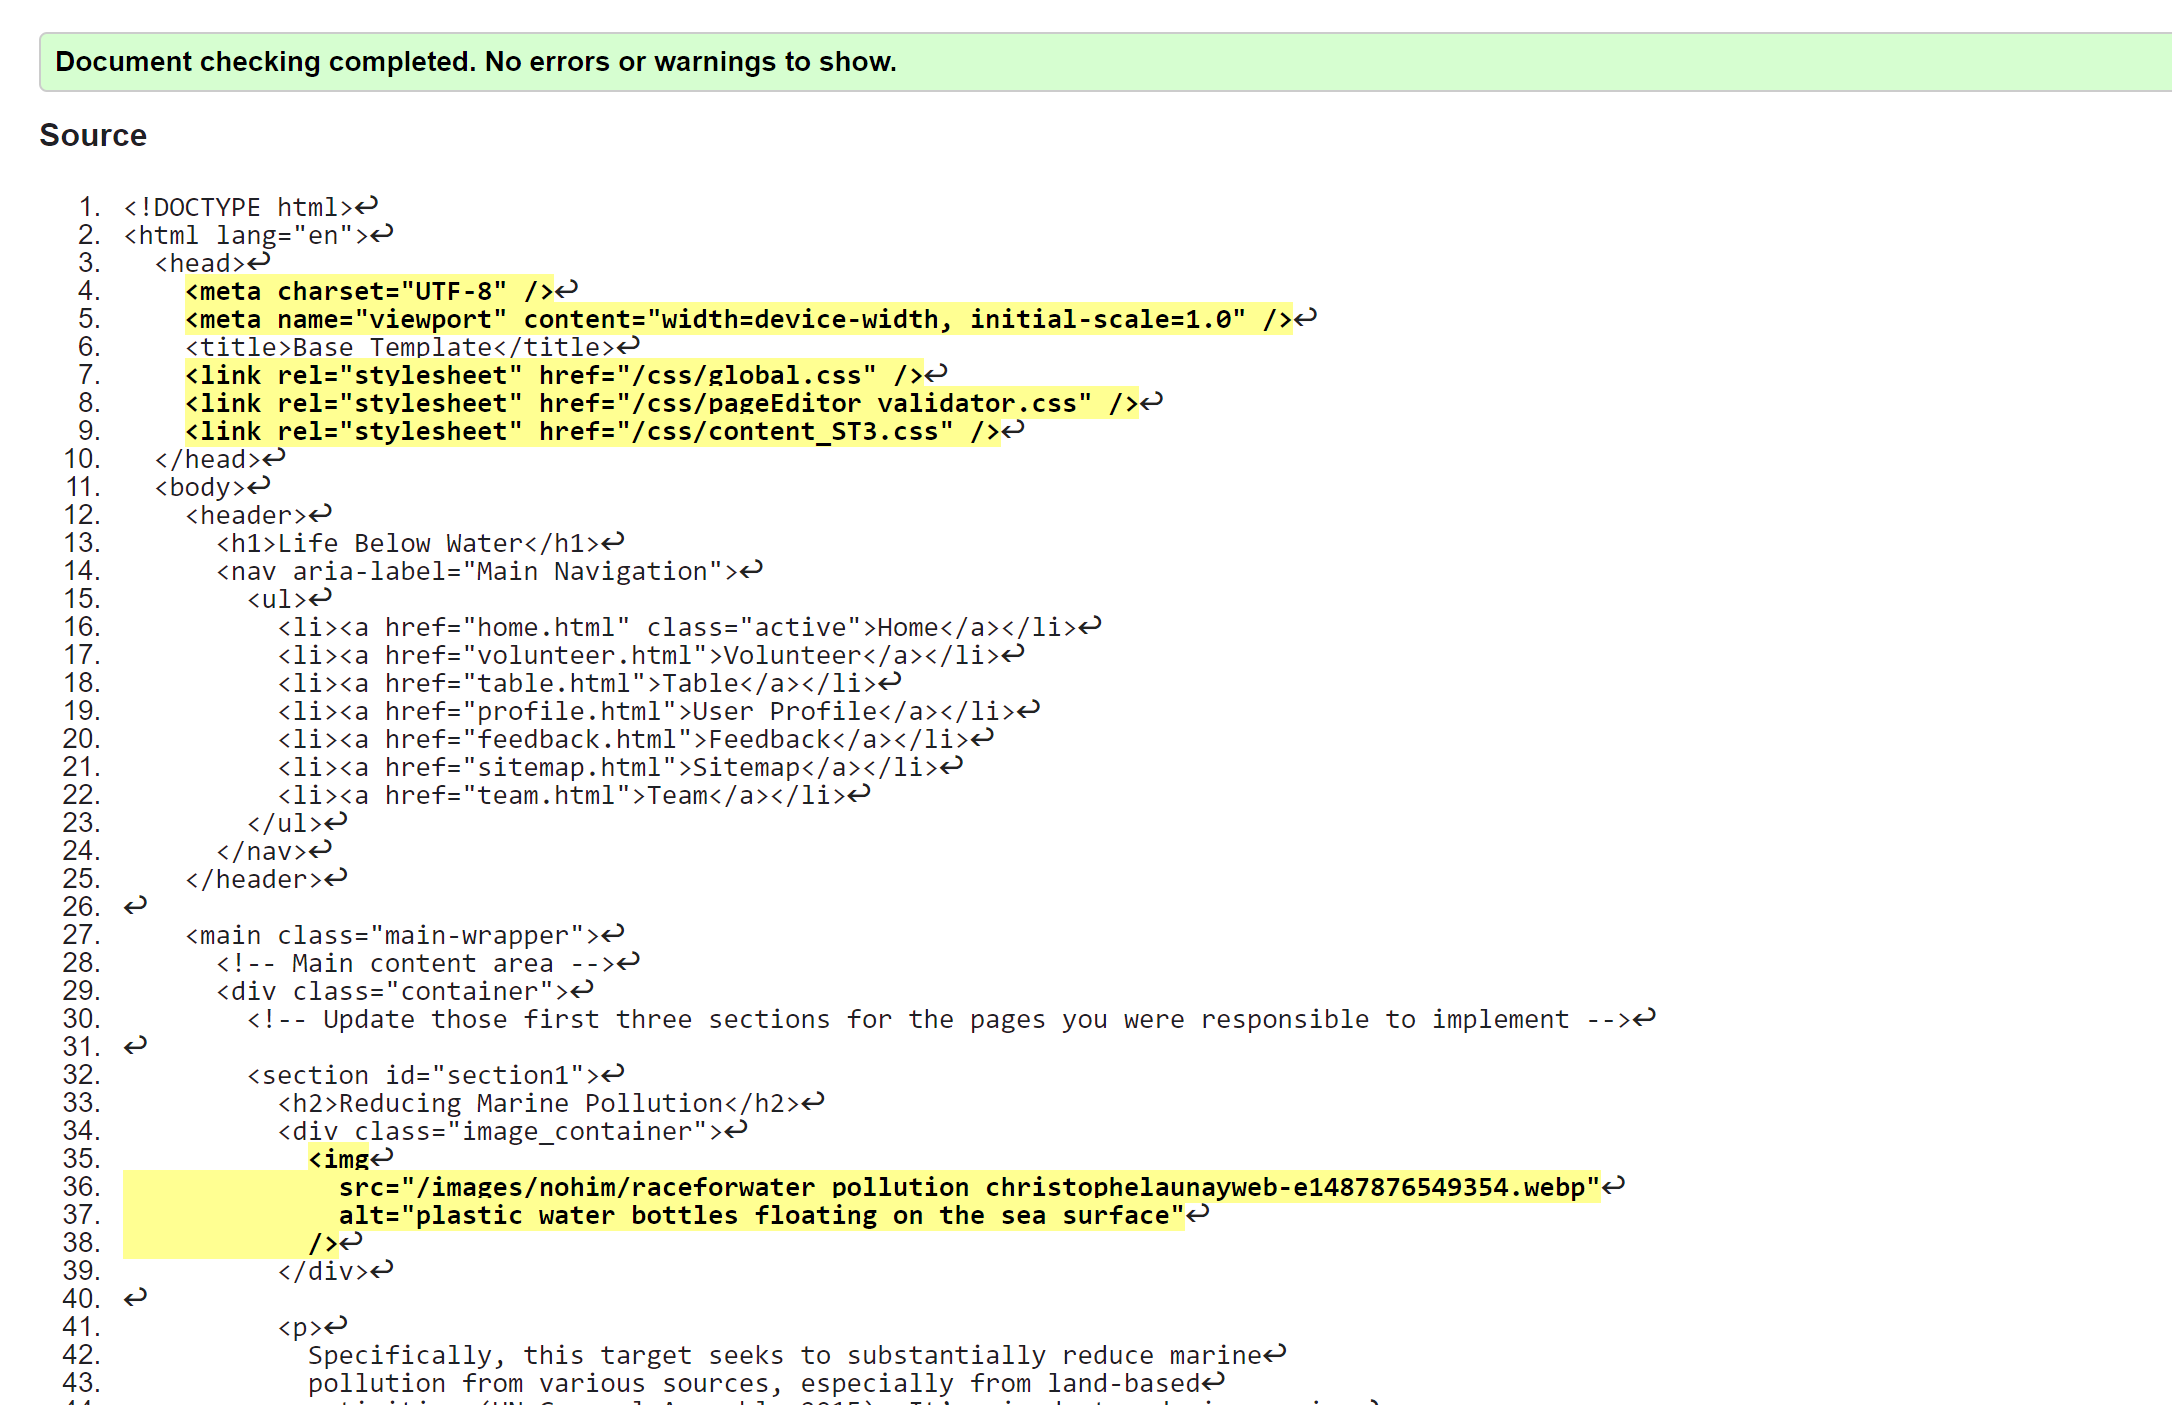 Document checking completed. No errors or warnings to show.
Source
1. <!DOCTYPE html>↩
2. <html lang="en">↩
3. <head>↩
4. <meta charset="UTF-8" />↩
5. <meta name="viewport" content="width=device-width, initial-scale=1.0" />↩
6. <title>Base Template</title>↩
7. <link rel="stylesheet" href="/css/global.css" />↩
8. <link rel="stylesheet" href="/css/pageEditor_validator.css" />↩
9. <link rel="stylesheet" href="/css/content_ST3.css" />↩
10. </head>↩
11. <body>↩
12. <header>↩
13. <h1>Life Below Water</h1>↩
14. <nav aria-label="Main Navigation">↩
15. <ul>↩
16. <li><a href="home.html" class="active">Home</a></li>↩
17. <li><a href="volunteer.html">Volunteer</a></li>↩
18. <li><a href="table.html">Table</a></li>↩
19. <li><a href="profile.html">User Profile</a></li>↩
20. <li><a href="feedback.html">Feedback</a></li>↩
21. <li><a href="sitemap.html">Sitemap</a></li>↩
22. <li><a href="team.html">Team</a></li>↩
23. </ul>↩
24. </nav>↩
25. </header>↩
26. ↩
27. <main class="main-wrapper">↩
28. <!-- Main content area -->↩
29. <div class="container">↩
30. <!-- Update those first three sections for the pages you were responsible to implement -->↩
31. ↩
32. <section id="section1">↩
33. <h2>Reducing Marine Pollution</h2>↩
34. <div class="image_container">↩
35. <img↩
36. src="/images/nohim/raceforwater_pollution_christophelaunayweb-e1487876549354.webp"↩
37. alt="plastic water bottles floating on the sea surface"↩
38. />↩
39. </div>↩
40. ↩
41. <p>↩
42. Specifically, this target seeks to substantially reduce marine↩
43. pollution from various sources, especially from land-based↩